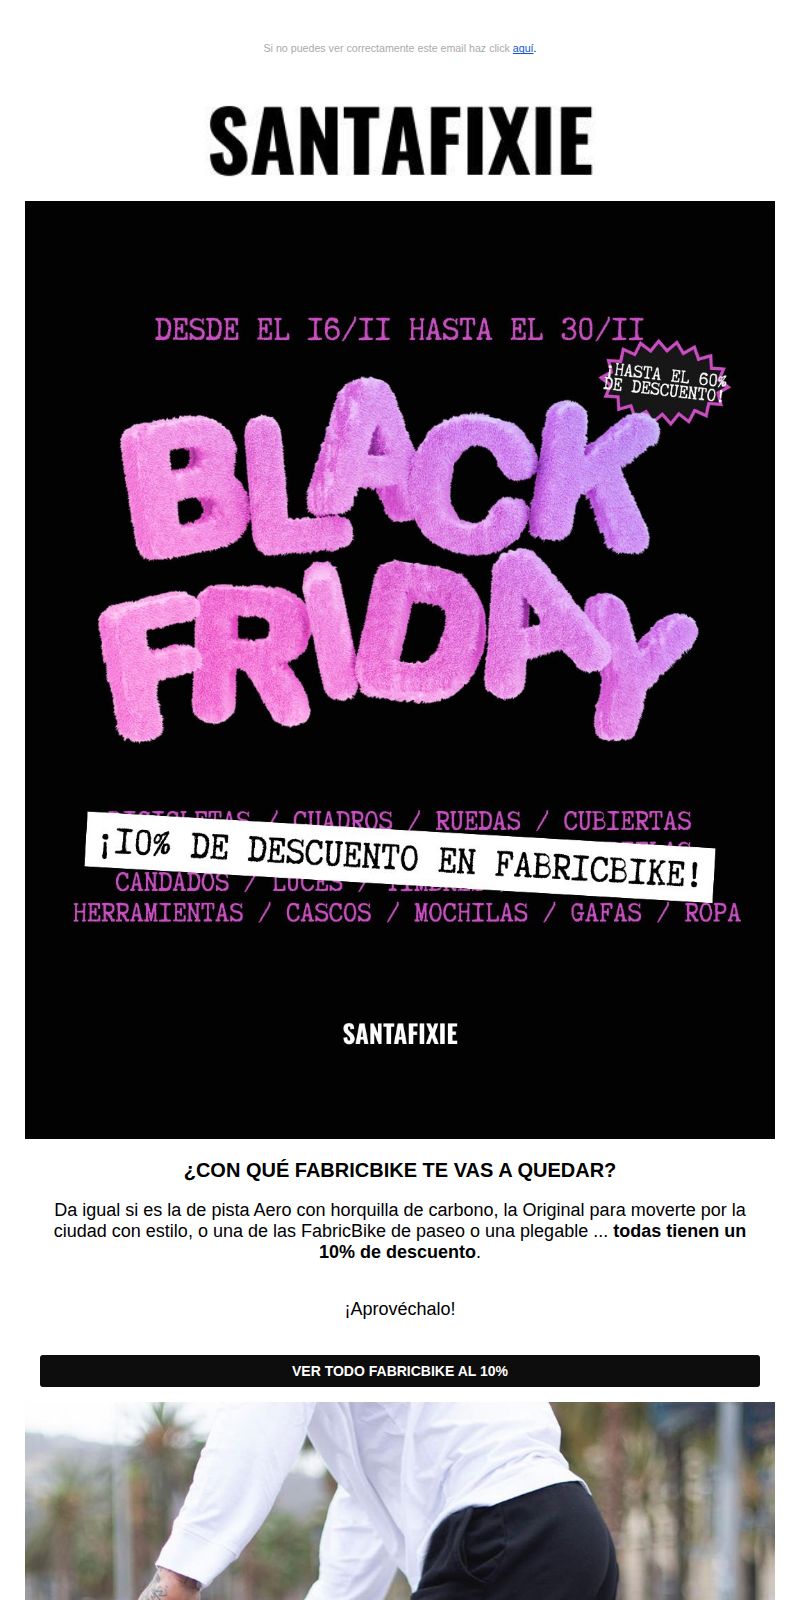 Si no puedes ver correctamente este email haz click aquí.
SANTAFIXIE
DESDE EL 16/11 HASTA EL 30/11
¡HASTA EL 60%
DE DESCUENTO!
BLACK
FRIDAY
BICICLETAS / CUADROS / RUEDAS / CUBIERTAS
¡10% DE DESCUENTO EN FABRICBIKE!
CANDADOS / LUCES / TIMBRES
HERRAMIENTAS / CASCOS / MOCHILAS / GAFAS / ROPA
SANTAFIXIE
¿CON QUÉ FABRICBIKE TE VAS A QUEDAR?
Da igual si es la de pista Aero con horquilla de carbono, la Original para moverte por la
ciudad con estilo, o una de las FabricBike de paseo o una plegable ... todas tienen un
10% de descuento.
¡Aprovéchalo!
VER TODO FABRICBIKE AL 10%